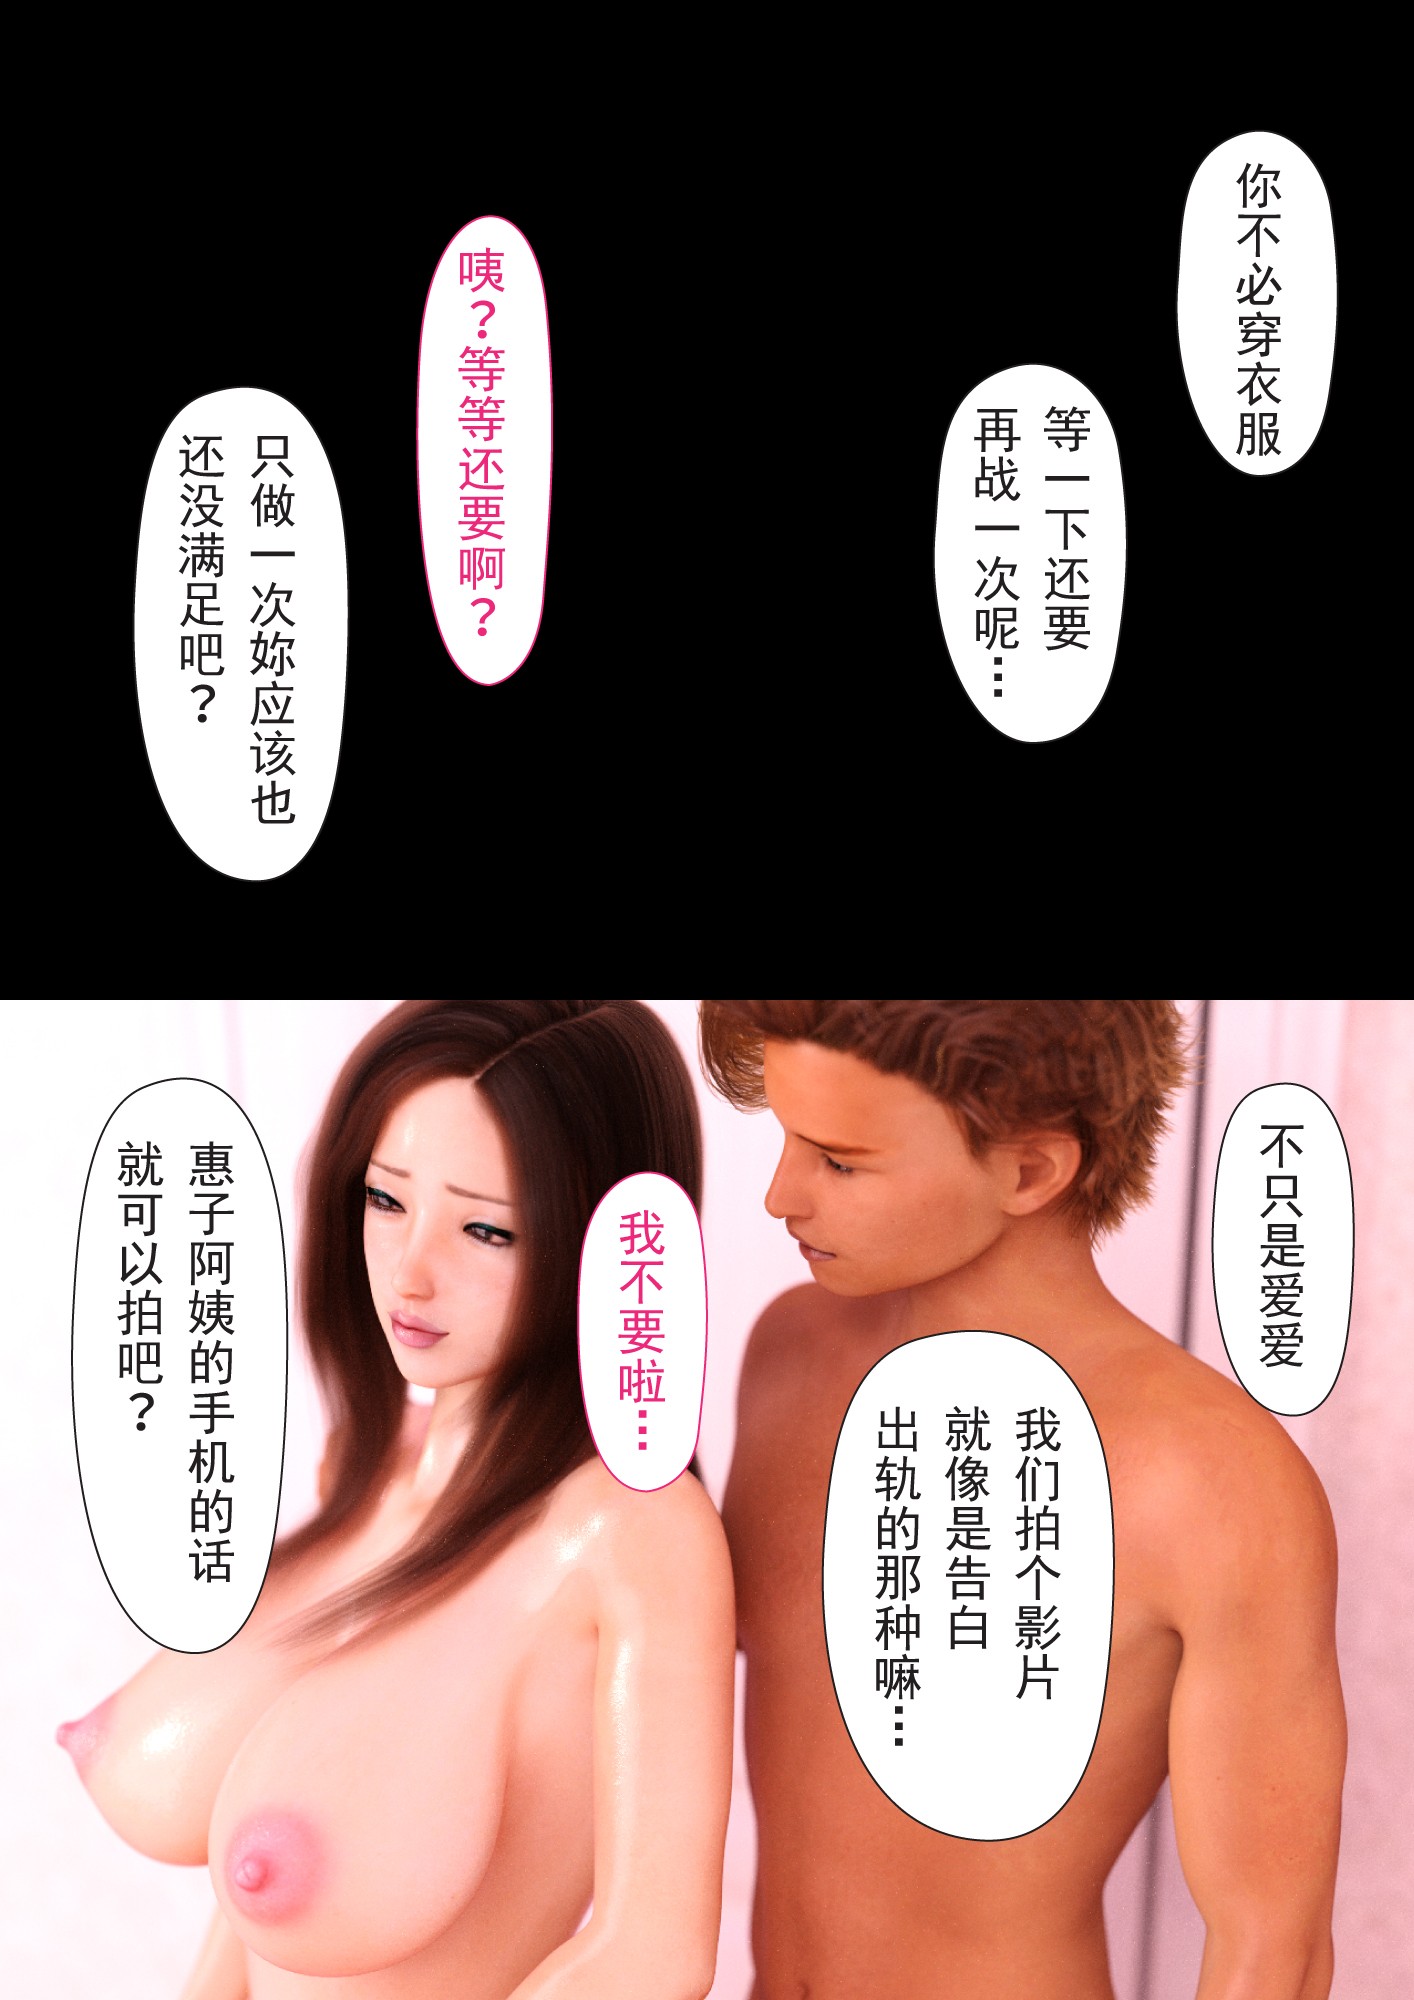 你不必穿衣服
等一下还要
再战一次呢…
咦？等等还要啊？
只做一次妳应该也
还没满足吧？
不只是爱爱
我们拍个影片
就像是告白
出轨的那种嘛…
我不要啦…
惠子阿姨的手机的话
就可以拍吧？